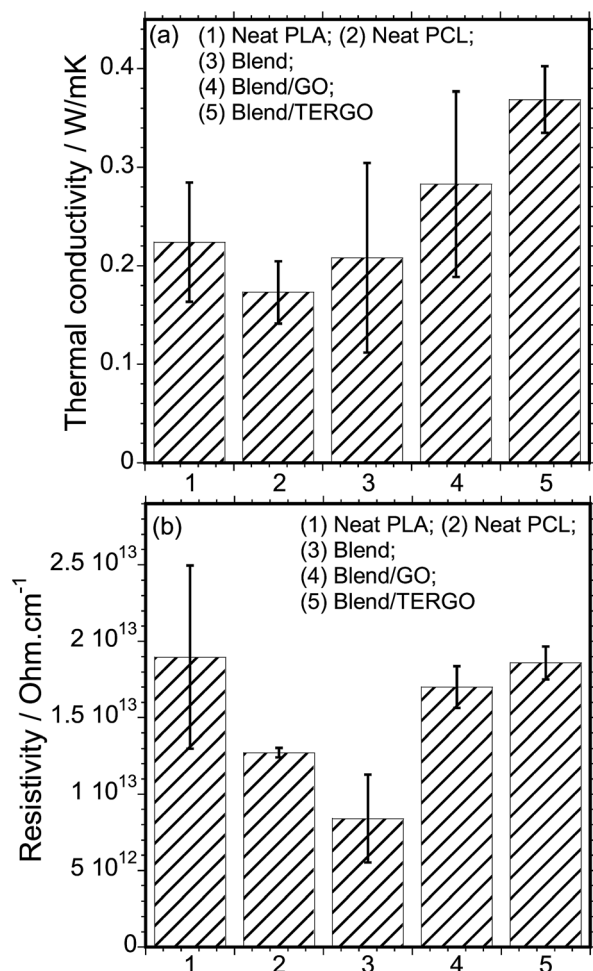 (a) (1) Neat PLA; (2) Neat PCL;
(3) Blend;
(4) Blend/GO;
(5) Blend/TERGO
Thermal conductivity / W/mK
0.4
0.3
0.2
0.1
0
1 2 3 4 5
(b) (1) Neat PLA; (2) Neat PCL;
(3) Blend;
(4) Blend/GO;
(5) Blend/TERGO
Resistivity / Ohm.cm⁻¹
2.5 10¹³
2 10¹³
1.5 10¹³
1 10¹³
5 10¹²
0
1 2 3 4 5